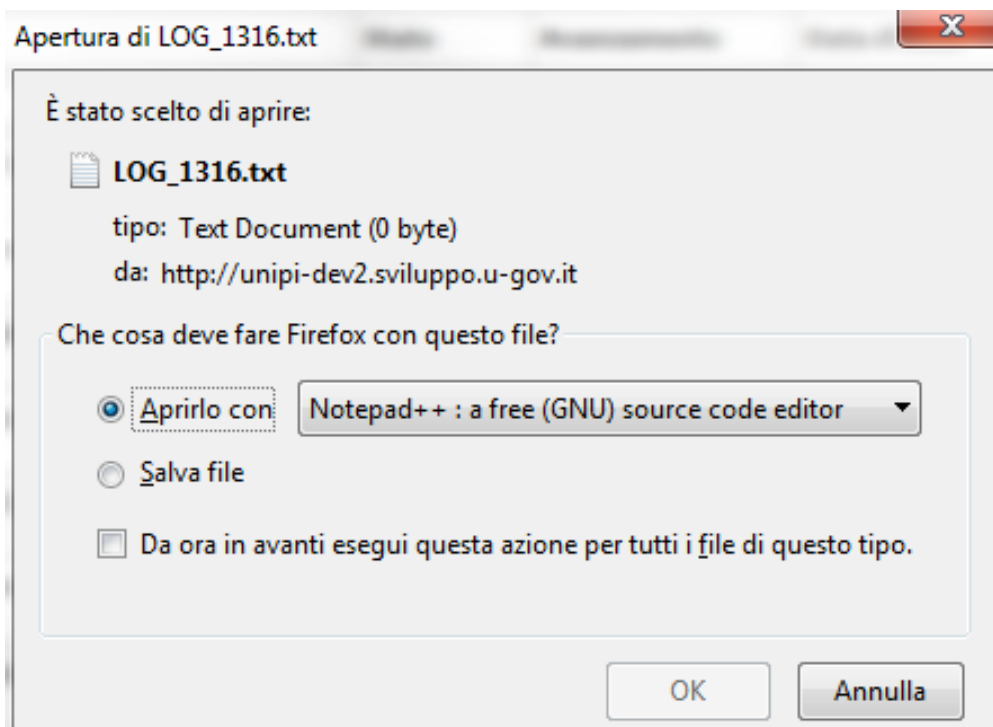 Apertura di LOG_1316.txt
È stato scelto di aprire:
LOG_1316.txt
tipo: Text Document (0 byte)
da: http://unipi-dev2.sviluppo.u-gov.it
Che cosa deve fare Firefox con questo file?
Aprirlo con Notepad++ : a free (GNU) source code editor
Salva file
Da ora in avanti esegui questa azione per tutti i file di questo tipo.
OK Annulla